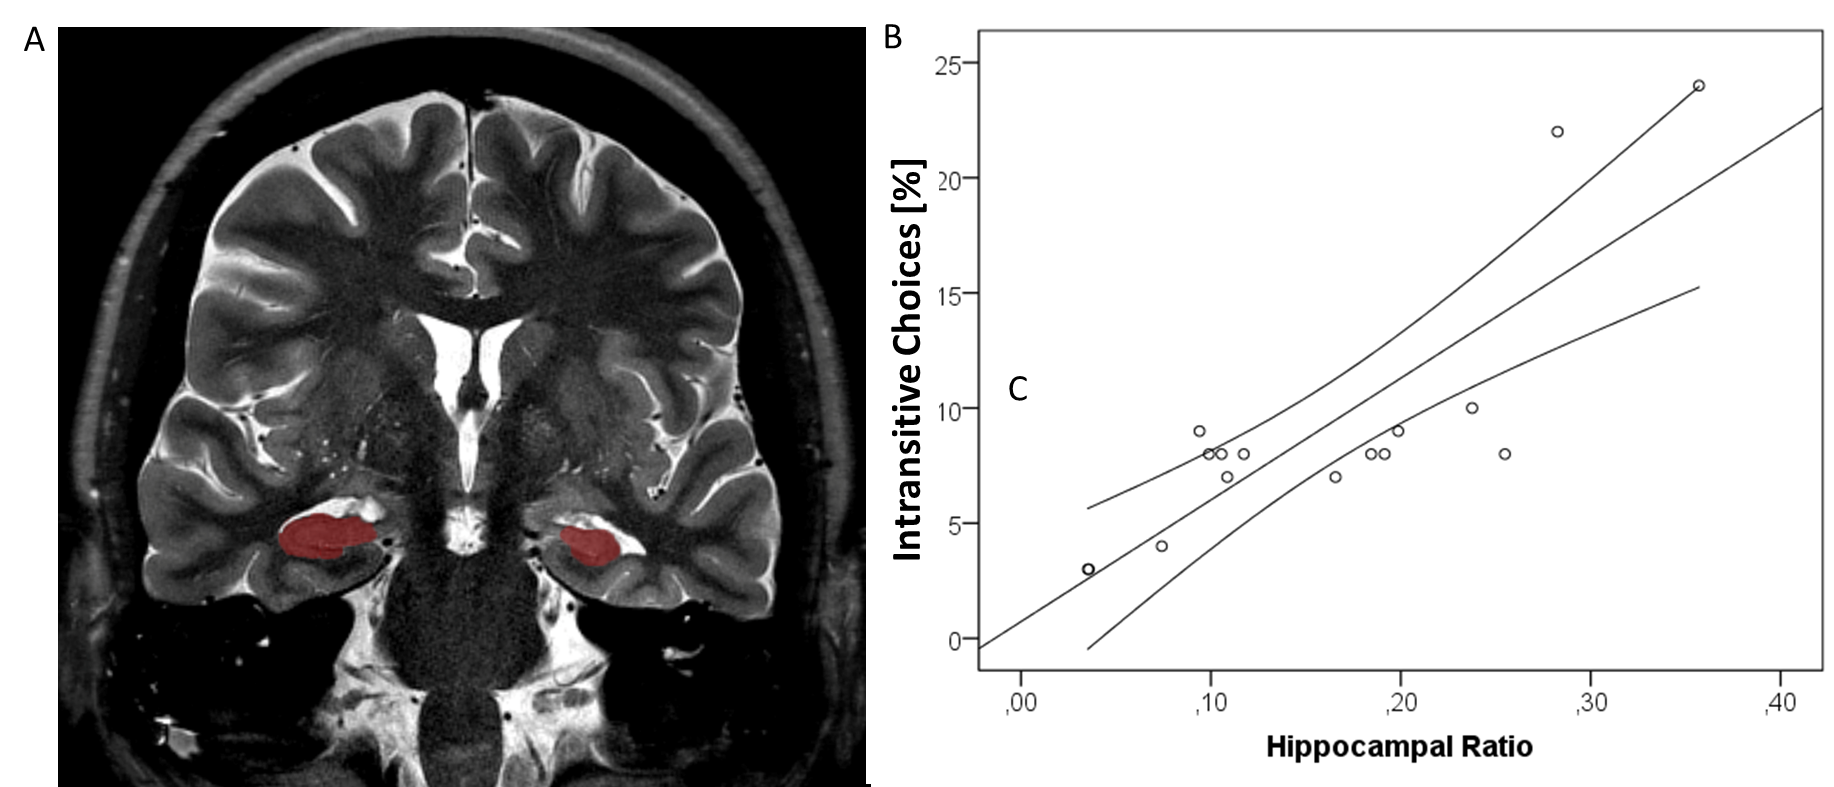 A
B
Intransitive Choices [%]
25
20
15
10
5
0
C
,00 ,10 ,20 ,30 ,40
Hippocampal Ratio